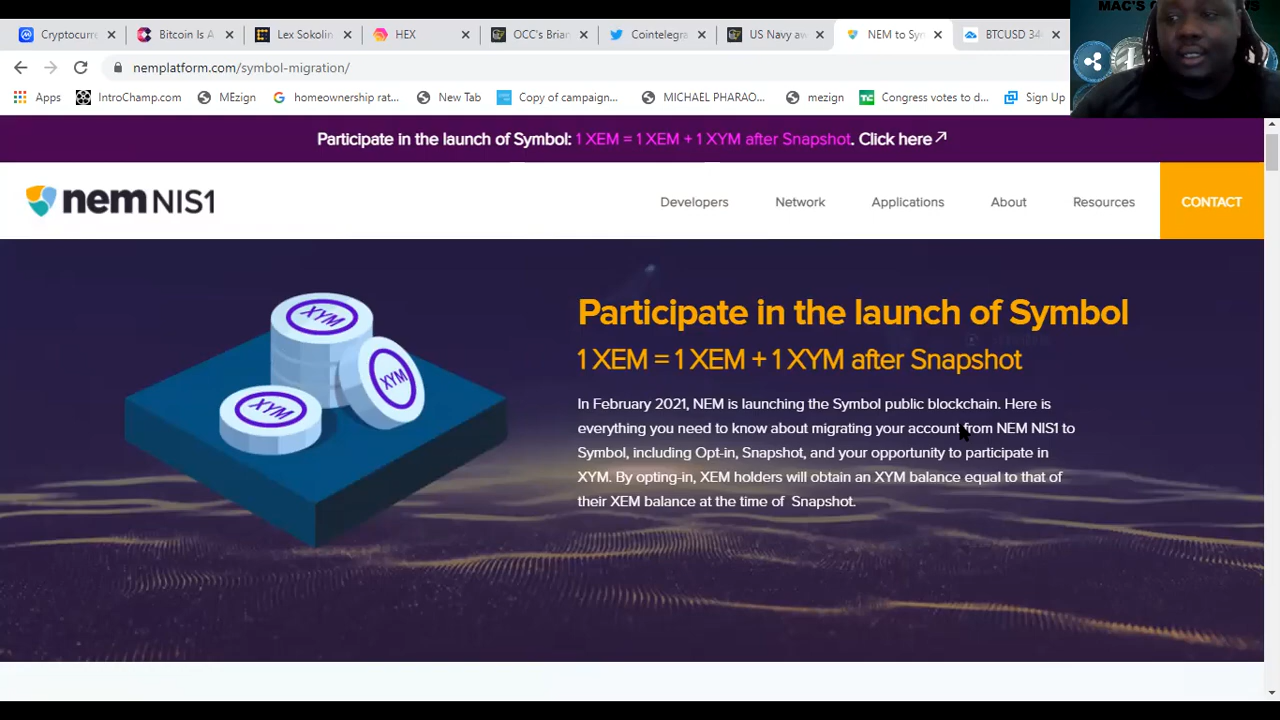 Cryptocurre
Bitcoin Is A
Lex Sokolin
HEX
OCC's Brian
Cointelegra
US Navy aw
NEM to Sym
BTCUSD 34
nemplatform.com/symbol-migration/
Apps
IntroChamp.com
MEzign
homeownership rat...
New Tab
Copy of campaign...
MICHAEL PHARAO...
mezign
Congress votes to d...
Sign Up
Participate in the launch of Symbol: 1 XEM = 1 XEM + 1 XYM after Snapshot. Click here
nem NIS1
Developers
Network
Applications
About
Resources
CONTACT
XYM
XYM
XYM
Participate in the launch of Symbol
1 XEM = 1 XEM + 1 XYM after Snapshot
In February 2021, NEM is launching the Symbol public blockchain. Here is
everything you need to know about migrating your account from NEM NIS1 to
Symbol, including Opt-in, Snapshot, and your opportunity to participate in
XYM. By opting-in, XEM holders will obtain an XYM balance equal to that of
their XEM balance at the time of Snapshot.